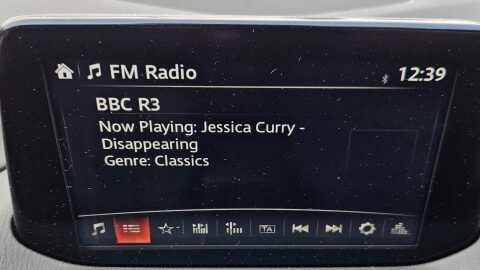 FM Radio
12:39
BBC R3
Now Playing: Jessica Curry -
Disappearing
Genre: Classics
TA